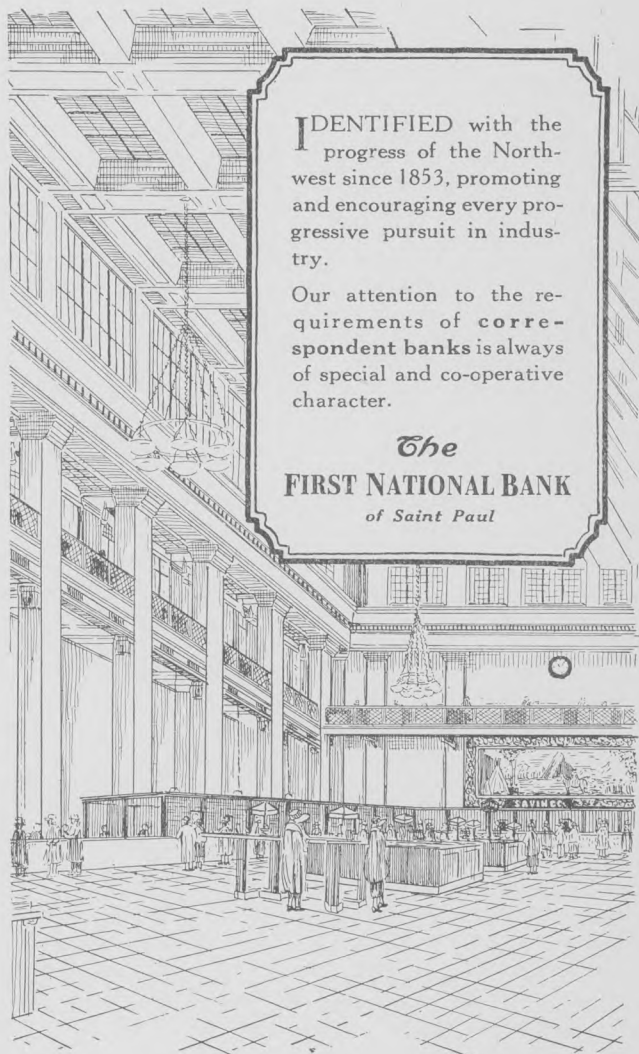 IDENTIFIED with the
progress of the North-
west since 1853, promoting
and encouraging every pro-
gressive pursuit in indus-
try.
Our attention to the re-
quirements of corre-
spondent banks is always
of special and co-operative
character.
The
FIRST NATIONAL BANK
of Saint Paul
SAVINGS